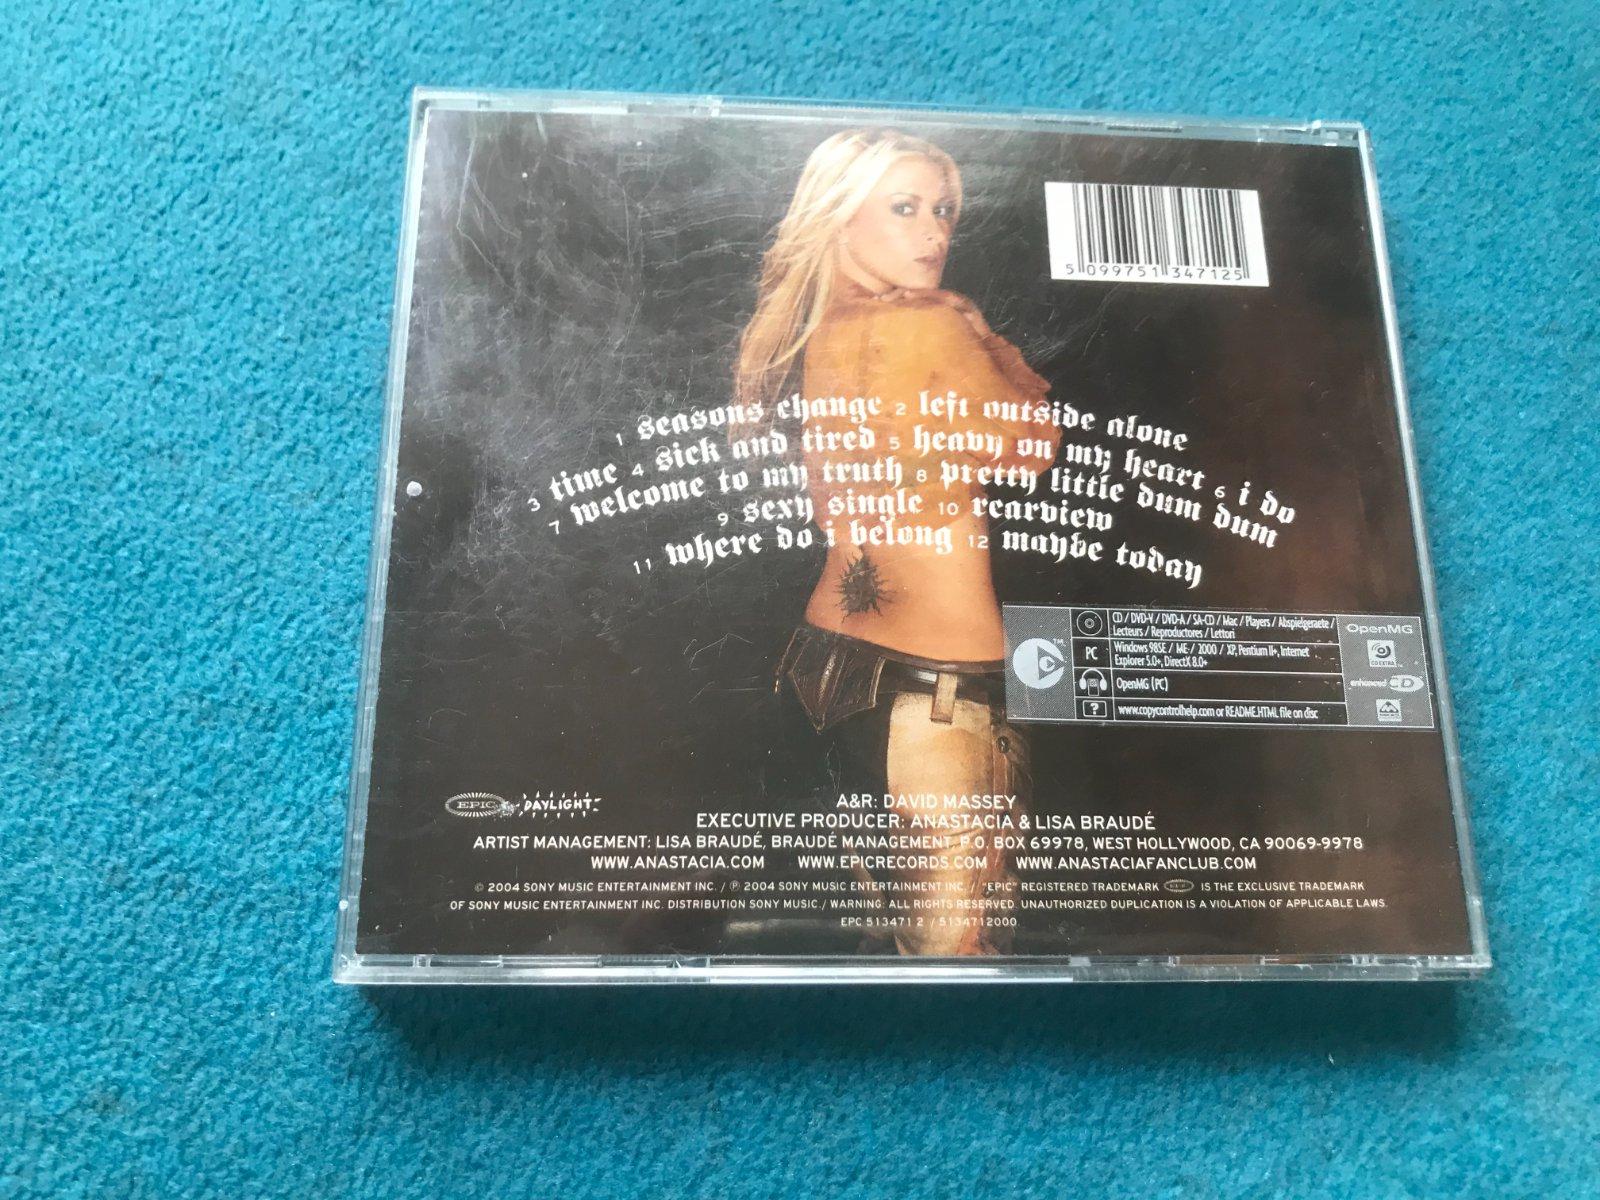 5 099751 347125
1 seasons change 2 left outside alone
3 time 4 sick and tired 5 heavy on my heart 6 i do
7 welcome to my truth 8 pretty little dum dum
9 sexy single 10 rearview
11 where do i belong 12 maybe today
CD / DVD-V / DVD-A / SA-CD / Mac / Players / Abspielgeraete /
Lecteurs / Reproductores / Lettori
PC
Windows 98SE / ME / 2000 / XP, Pentium II+, Internet
Explorer 5.0+, DirectX 8.0+
OpenMG (PC)
?
www.copycontrolhelp.com or README.HTML file on disc
OpenMG
CD EXTRA
enhanced CD
EPIC DAYLIGHT
A&R: DAVID MASSEY
EXECUTIVE PRODUCER: ANASTACIA & LISA BRAUDÉ
ARTIST MANAGEMENT: LISA BRAUDÉ, BRAUDÉ MANAGEMENT, P.O. BOX 69978, WEST HOLLYWOOD, CA 90069-9978
WWW.ANASTACIA.COM WWW.EPICRECORDS.COM WWW.ANASTACIAFANCLUB.COM
© 2004 SONY MUSIC ENTERTAINMENT INC. / ℗ 2004 SONY MUSIC ENTERTAINMENT INC. / "EPIC" REGISTERED TRADEMARK IS THE EXCLUSIVE TRADEMARK
OF SONY MUSIC ENTERTAINMENT INC. DISTRIBUTION SONY MUSIC./ WARNING: ALL RIGHTS RESERVED. UNAUTHORIZED DUPLICATION IS A VIOLATION OF APPLICABLE LAWS.
EPC 513471 2 / 5134712000